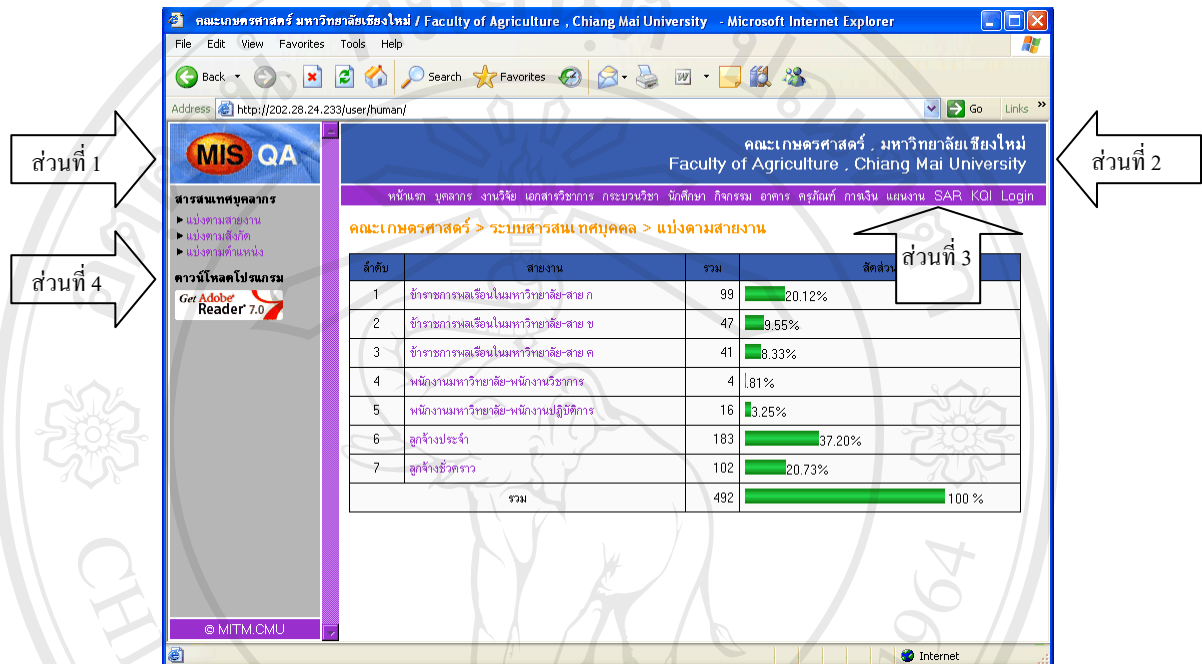 คณะเกษตรศาสตร์ มหาวิทยาลัยเชียงใหม่ / Faculty of Agriculture , Chiang Mai University - Microsoft Internet Explorer
File Edit View Favorites Tools Help
Back Search Favorites
Address http://202.28.24.233/user/human/ Go Links
ส่วนที่ 1
ส่วนที่ 2
MIS QA
คณะเกษตรศาสตร์ , มหาวิทยาลัยเชียงใหม่
Faculty of Agriculture , Chiang Mai University
หน้าแรก บุคลากร งานวิจัย เอกสารวิชาการ กระบวนวิชา นักศึกษา กิจกรรม อาคาร ครุภัณฑ์ การเงิน แผนงาน SAR KQI Login
สารสนเทศบุคลากร
แบ่งตามสายงาน
แบ่งตามสังกัด
แบ่งตามตำแหน่ง
ดาวน์โหลดโปรแกรม
Get Adobe Reader 7.0
ส่วนที่ 4
ส่วนที่ 3
คณะเกษตรศาสตร์ > ระบบสารสนเทศบุคคล > แบ่งตามสายงาน
ลำดับ สายงาน รวม สัดส่วน
1 ข้าราชการพลเรือนในมหาวิทยาลัย-สาย ก 99 20.12%
2 ข้าราชการพลเรือนในมหาวิทยาลัย-สาย ข 47 9.55%
3 ข้าราชการพลเรือนในมหาวิทยาลัย-สาย ค 41 8.33%
4 พนักงานมหาวิทยาลัย-พนักงานวิชาการ 4 .81%
5 พนักงานมหาวิทยาลัย-พนักงานปฏิบัติการ 16 3.25%
6 ลูกจ้างประจำ 183 37.20%
7 ลูกจ้างชั่วคราว 102 20.73%
รวม 492 100 %
© MITM.CMU
Internet